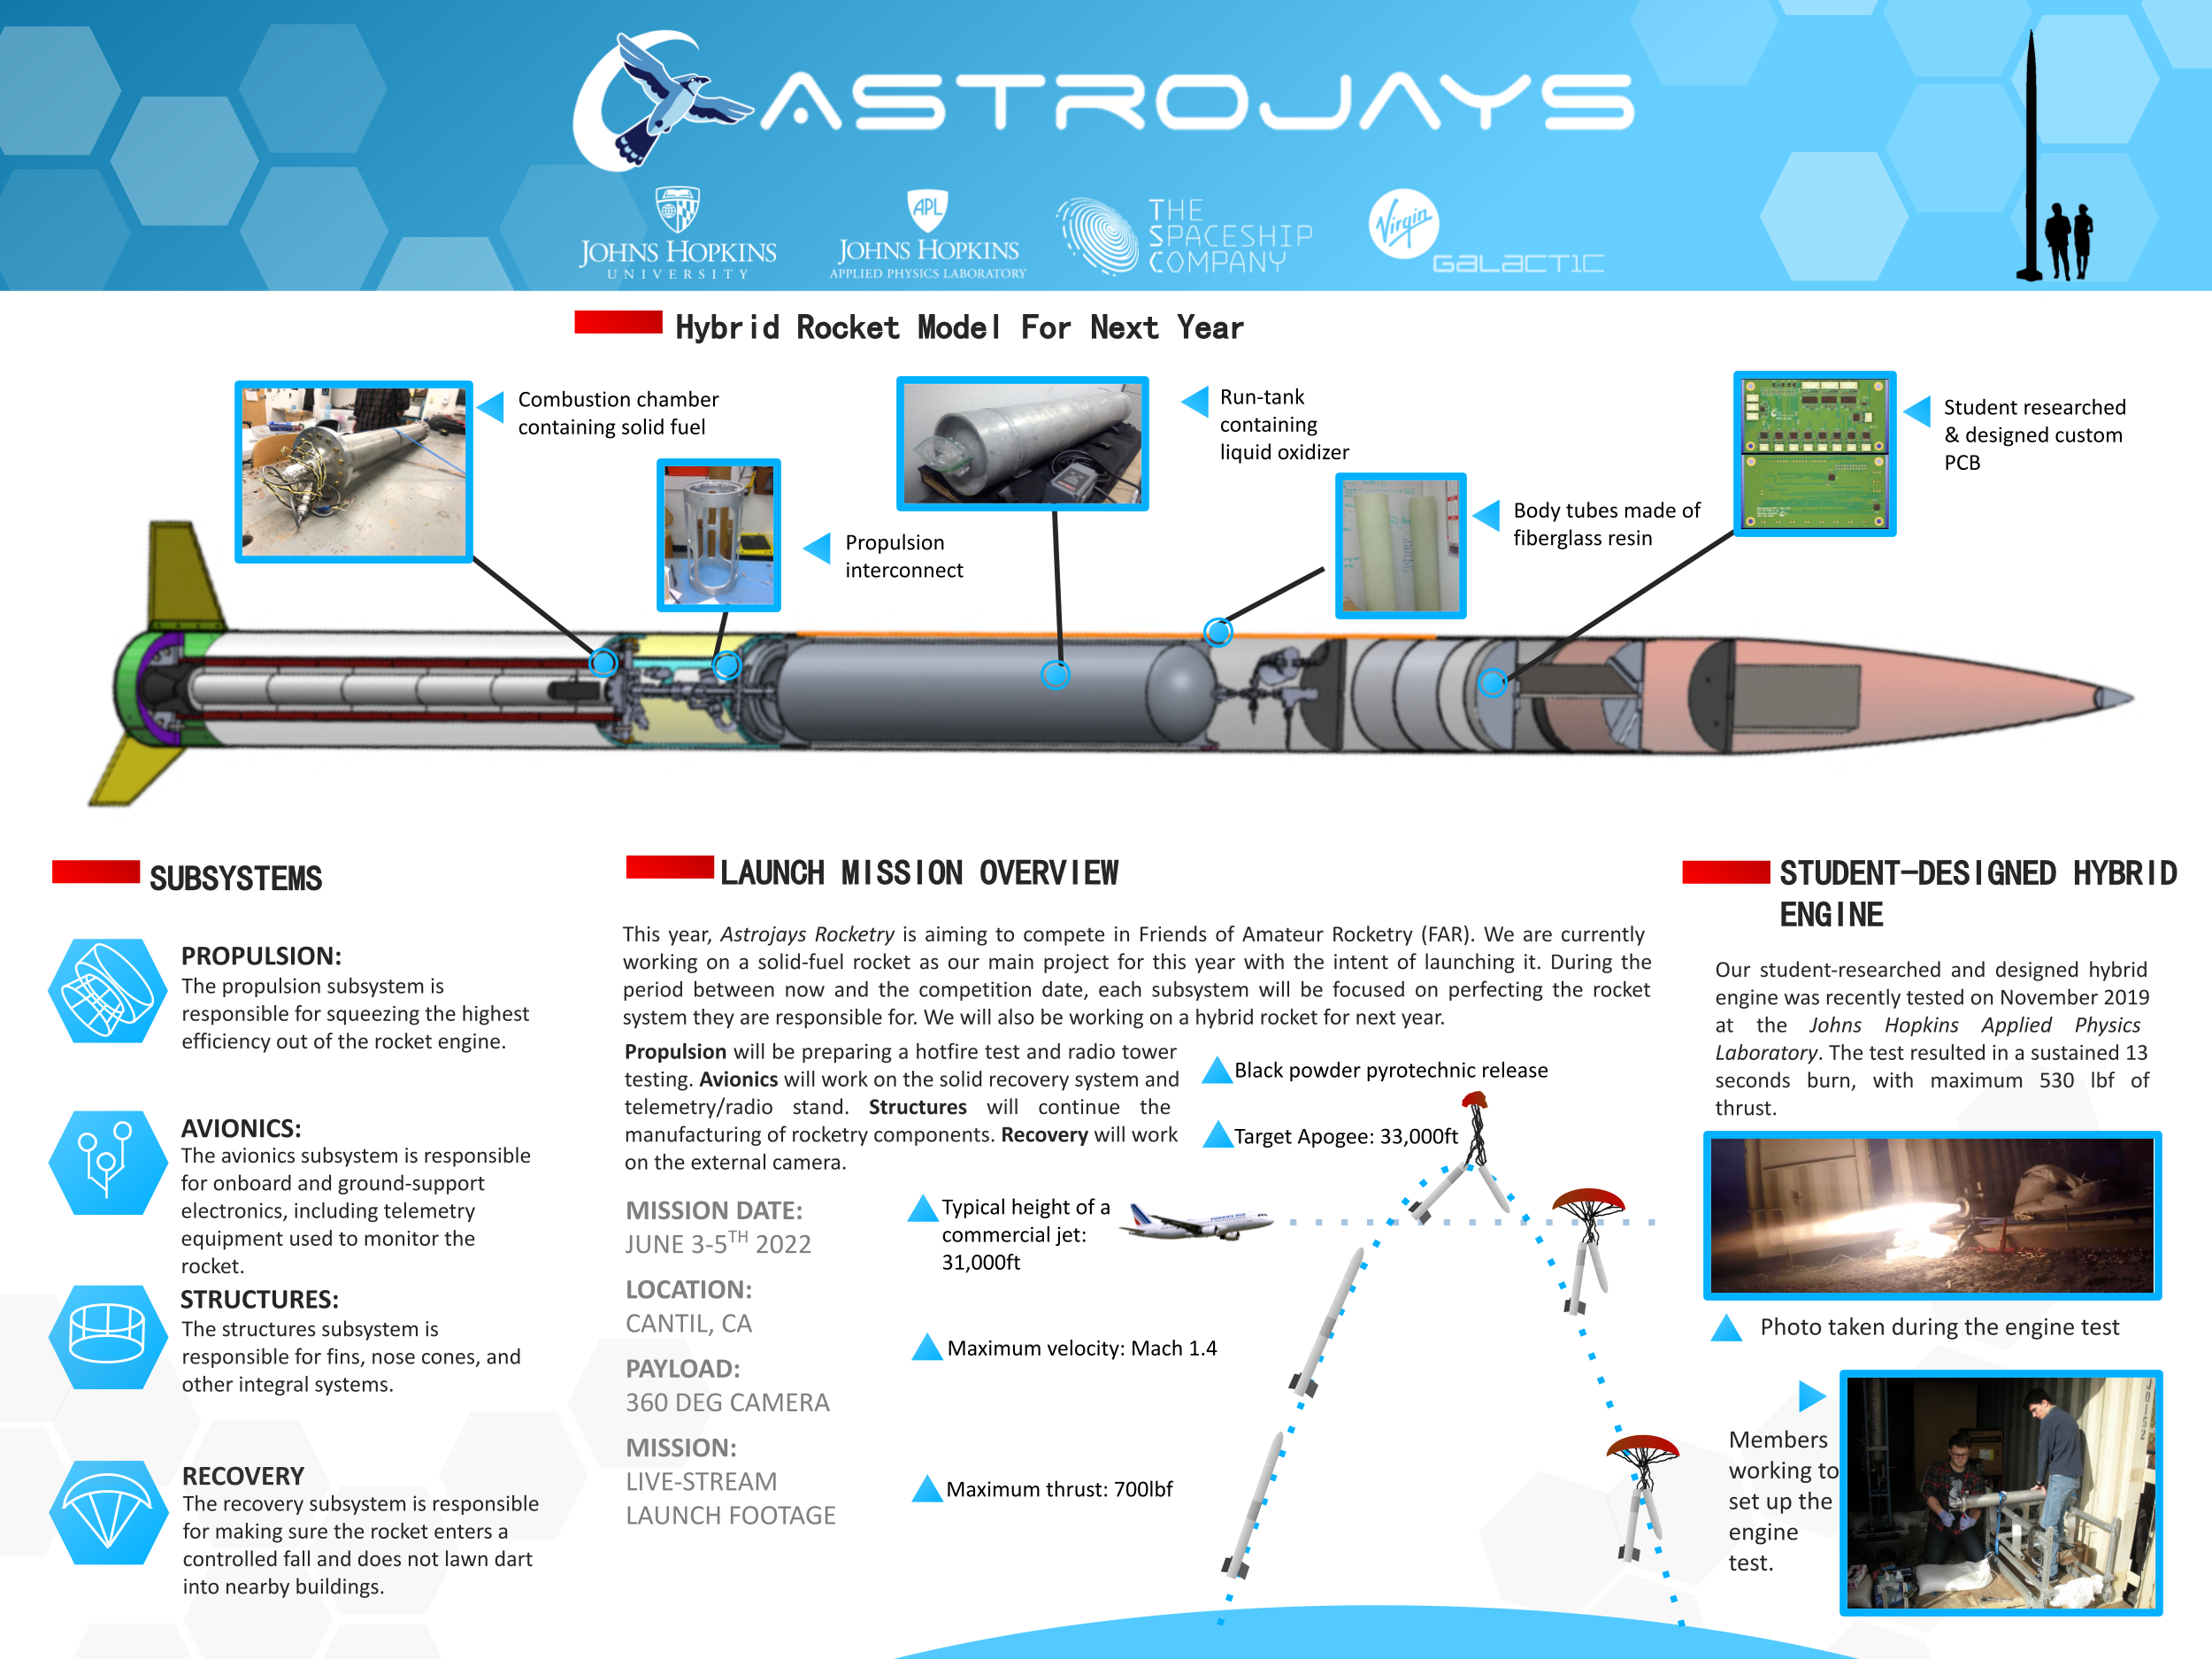 ASTROJAYS
JOHNS HOPKINS
UNIVERSITY
APL
JOHNS HOPKINS
APPLIED PHYSICS LABORATORY
THE
SPACESHIP
COMPANY
Virgin
GALACTIC
Hybrid Rocket Model For Next Year
Combustion chamber
containing solid fuel
Propulsion
interconnect
Run-tank
containing
liquid oxidizer
Body tubes made of
fiberglass resin
Student researched
& designed custom
PCB
SUBSYSTEMS
PROPULSION:
The propulsion subsystem is
responsible for squeezing the highest
efficiency out of the rocket engine.
AVIONICS:
The avionics subsystem is responsible
for onboard and ground-support
electronics, including telemetry
equipment used to monitor the
rocket.
STRUCTURES:
The structures subsystem is
responsible for fins, nose cones, and
other integral systems.
RECOVERY
The recovery subsystem is responsible
for making sure the rocket enters a
controlled fall and does not lawn dart
into nearby buildings.
LAUNCH MISSION OVERVIEW
This year, Astrojays Rocketry is aiming to compete in Friends of Amateur Rocketry (FAR). We are currently
working on a solid-fuel rocket as our main project for this year with the intent of launching it. During the
period between now and the competition date, each subsystem will be focused on perfecting the rocket
system they are responsible for. We will also be working on a hybrid rocket for next year.
Propulsion will be preparing a hotfire test and radio tower
testing. Avionics will work on the solid recovery system and
telemetry/radio stand. Structures will continue the
manufacturing of rocketry components. Recovery will work
on the external camera.
MISSION DATE:
JUNE 3-5TH 2022
LOCATION:
CANTIL, CA
PAYLOAD:
360 DEG CAMERA
MISSION:
LIVE-STREAM
LAUNCH FOOTAGE
Black powder pyrotechnic release
Target Apogee: 33,000ft
Typical height of a
commercial jet:
31,000ft
Maximum velocity: Mach 1.4
Maximum thrust: 700lbf
STUDENT-DESIGNED HYBRID
ENGINE
Our student-researched and designed hybrid
engine was recently tested on November 2019
at the Johns Hopkins Applied Physics
Laboratory. The test resulted in a sustained 13
seconds burn, with maximum 530 lbf of
thrust.
Photo taken during the engine test
Members
working to
set up the
engine
test.